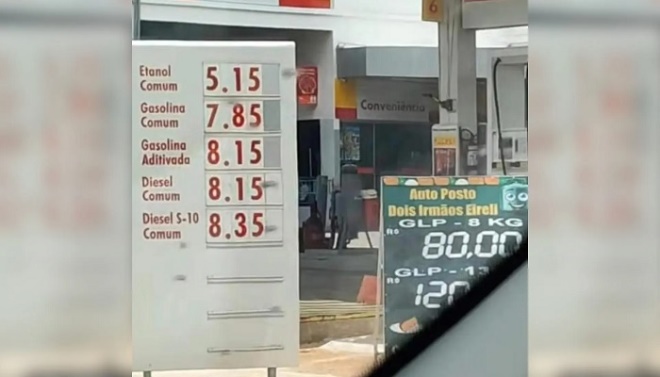 Etanol
Comum
5.15
Gasolina
Comum
7.85
Gasolina
Aditivada
8.15
Diesel
Comum
8.15
Diesel S-10
Comum
8.35
6
Conveniência
Auto Posto
Dois Irmãos Eireli
GLP - 8 KG
R$
80,00
GLP - 13
R$
120